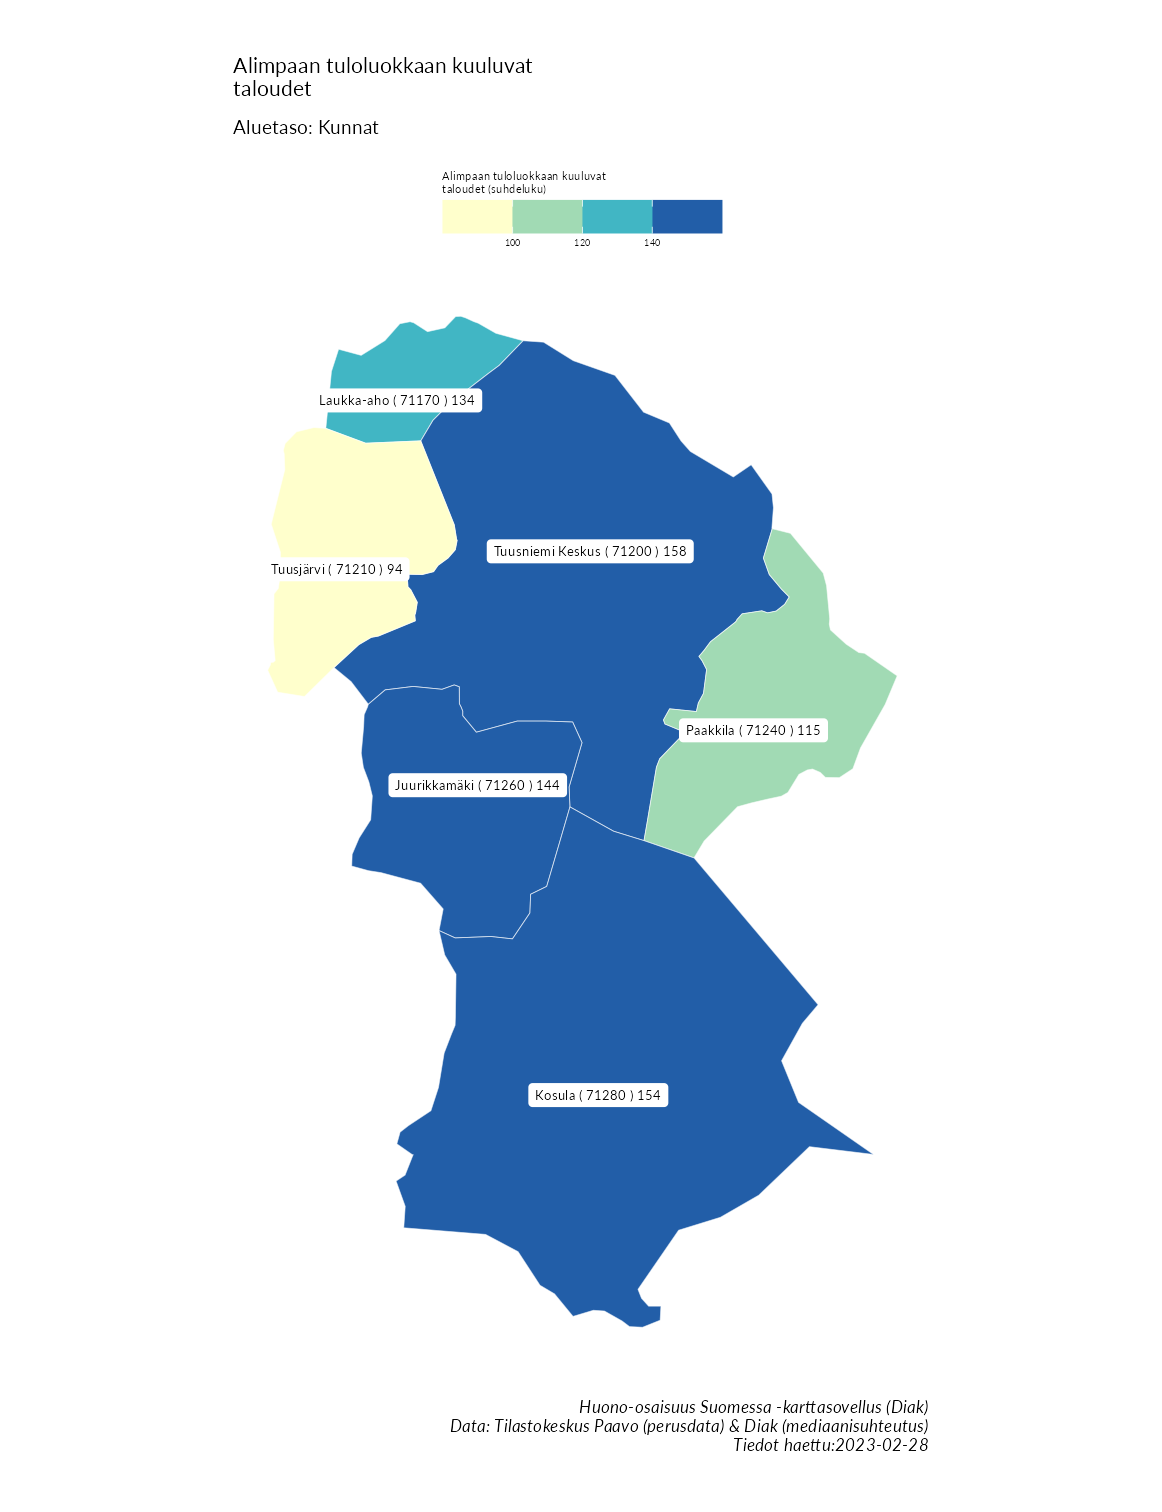 Alimpaan tuloluokkaan kuuluvat
taloudet
Aluetaso: Kunnat
Alimpaan tuloluokkaan kuuluvat
taloudet (suhdeluku)
100 120 140
Laukka-aho ( 71170 ) 134
Tuusniemi Keskus ( 71200 ) 158
Tuusjärvi ( 71210 ) 94
Paakkila ( 71240 ) 115
Juurikkamäki ( 71260 ) 144
Kosula ( 71280 ) 154
Huono-osaisuus Suomessa -karttasovellus (Diak)
Data: Tilastokeskus Paavo (perusdata) & Diak (mediaanisuhteutus)
Tiedot haettu:2023-02-28